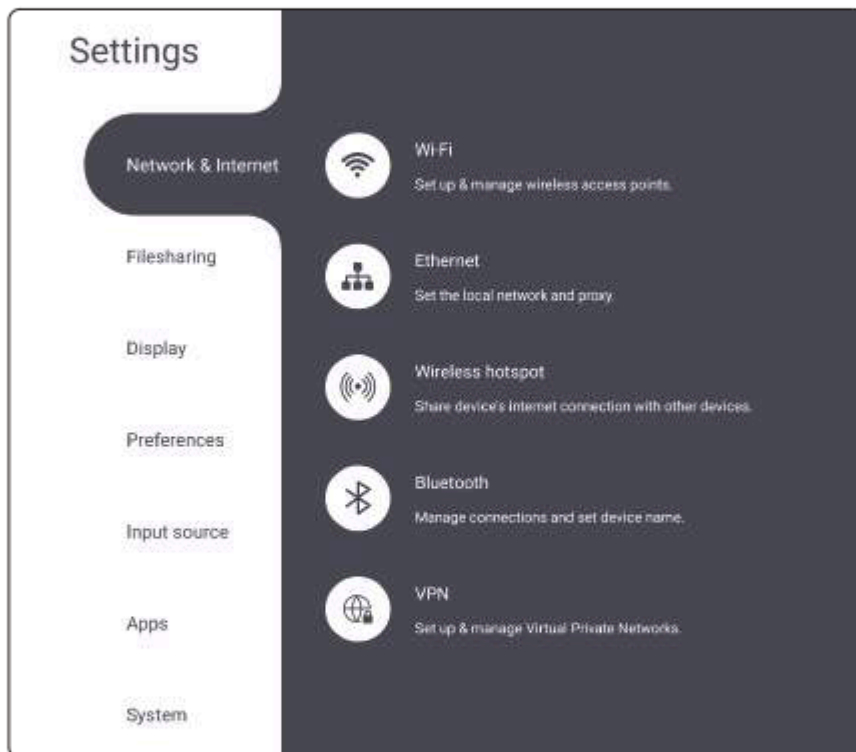 Settings
Network & Internet
Filesharing
Display
Preferences
Input source
Apps
System
Wi-Fi
Set up & manage wireless access points.
Ethernet
Set the local network and proxy.
Wireless hotspot
Share device's internet connection with other devices.
Bluetooth
Manage connections and set device name.
VPN
Set up & manage Virtual Private Networks.